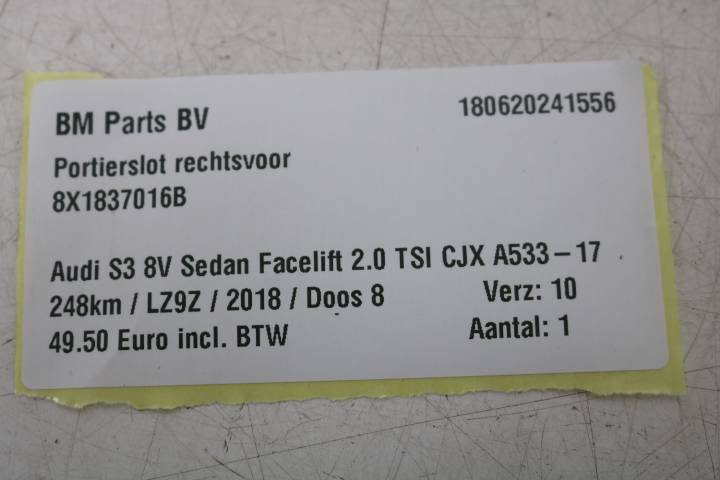 BM Parts BV 180620241556
Portierslot rechtsvoor
8X1837016B
Audi S3 8V Sedan Facelift 2.0 TSI CJX A533-17
248km / LZ9Z / 2018 / Doos 8 Verz: 10
49.50 Euro incl. BTW Aantal: 1